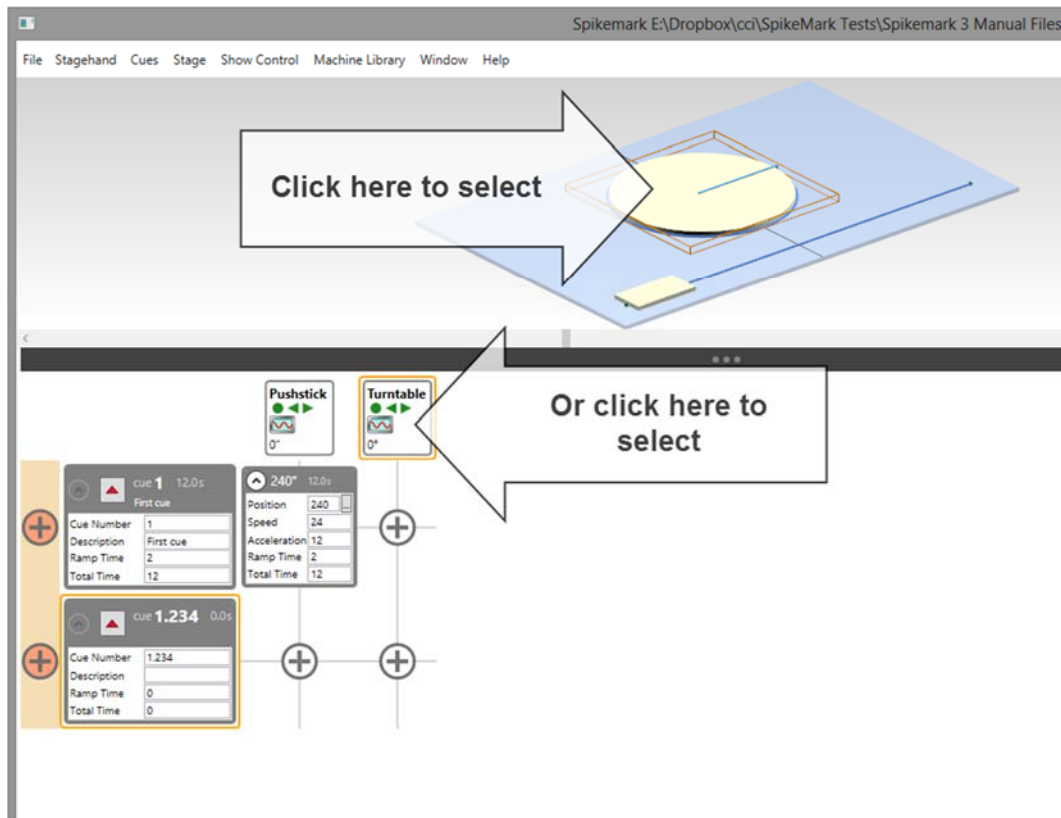 Spikemark E:\Dropbox\cci\SpikeMark Tests\Spikemark 3 Manual Files
File Stagehand Cues Stage Show Control Machine Library Window Help
Click here to select
Or click here to
select
Pushstick
0"
Turntable
0°
cue 1 12.0s
First cue
Cue Number 1
Description First cue
Ramp Time 2
Total Time 12
240" 12.0s
Position 240
Speed 24
Acceleration 12
Ramp Time 2
Total Time 12
cue 1.234 0.0s
Cue Number 1.234
Description
Ramp Time 0
Total Time 0